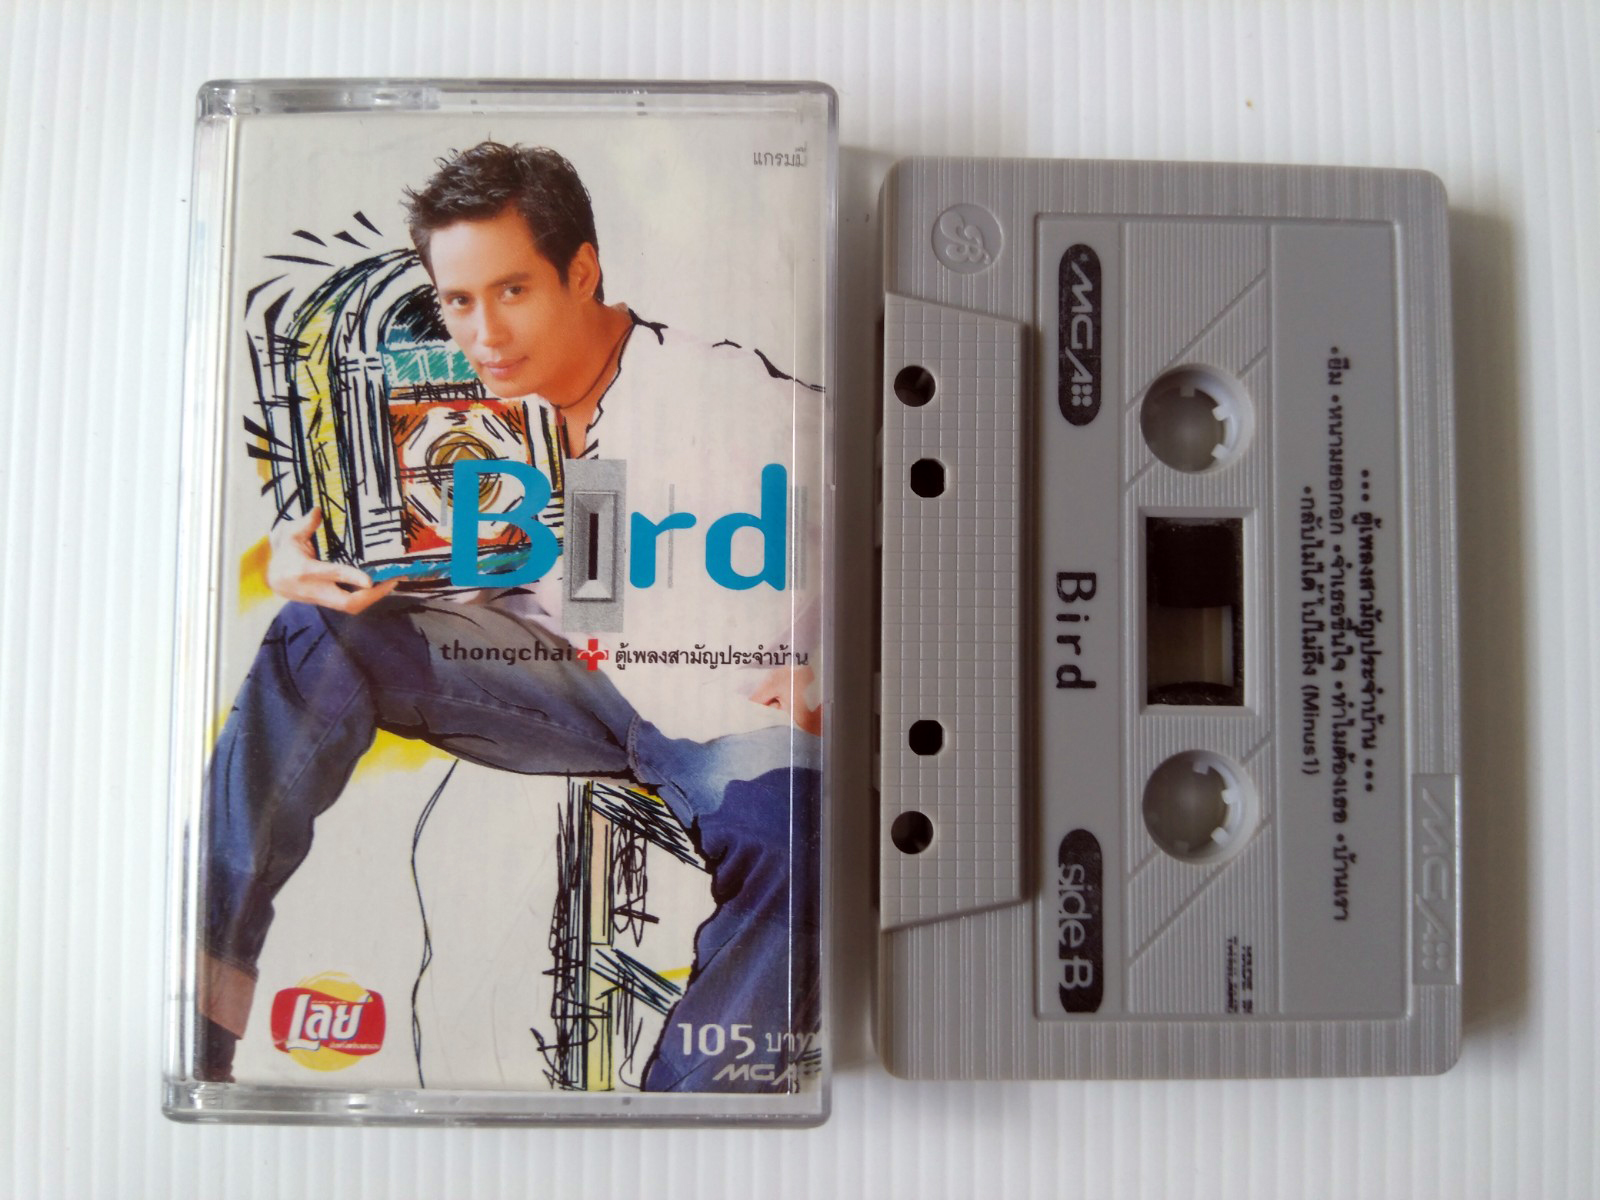 แกรมมี่
Bird
thongchai
ตู้เพลงสามัญประจำบ้าน
เลย์
105 บาท
MGA
B
MGA
Bird
side B
••• ตู้เพลงสามัญประจำบ้าน •••
•ยิ้ม •หนามยอกอก •จำเธอขึ้นใจ •ทำไมต้องเธอ •บ้านเรา
•กลับไม่ได้ ไปไม่ถึง (Minus1)
MGA
MADE IN
THAILAND